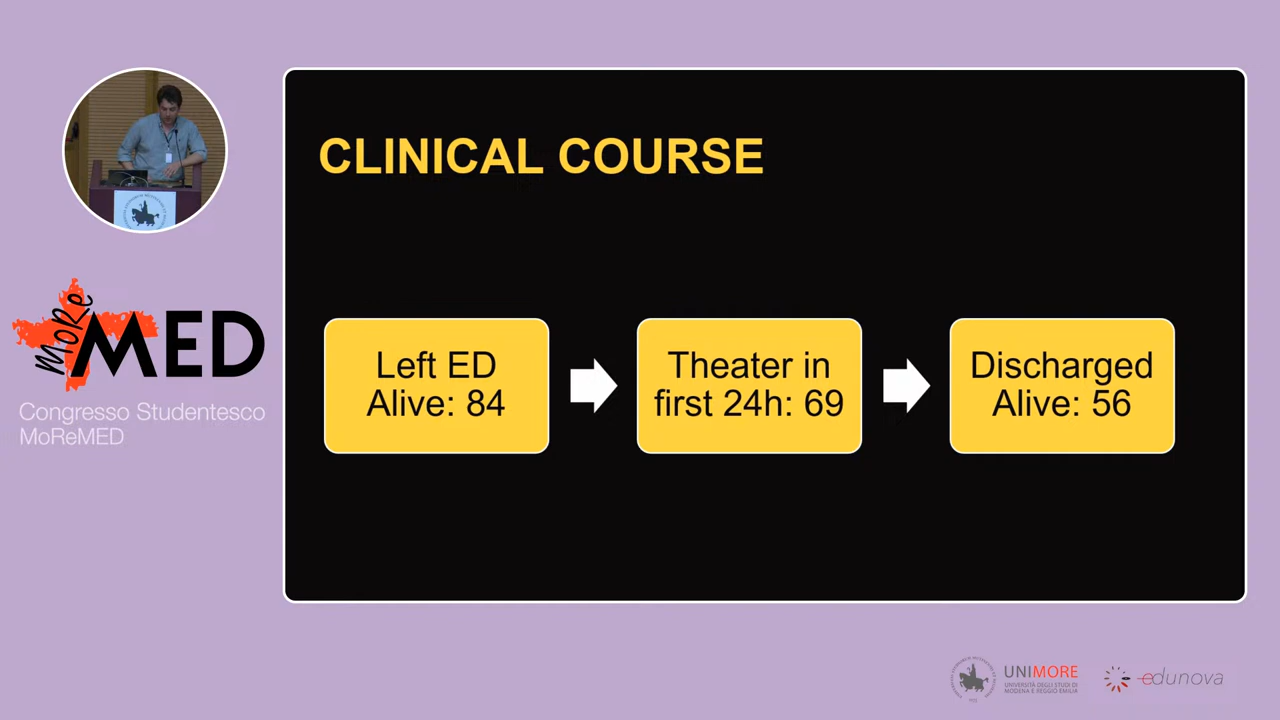 CLINICAL COURSE
Left ED
Alive: 84
Theater in
first 24h: 69
Discharged
Alive: 56
MoRe
MED
Congresso Studentesco
MoReMED
UNIMORE
UNIVERSITÀ DEGLI STUDI DI
MODENA E REGGIO EMILIA
edunova